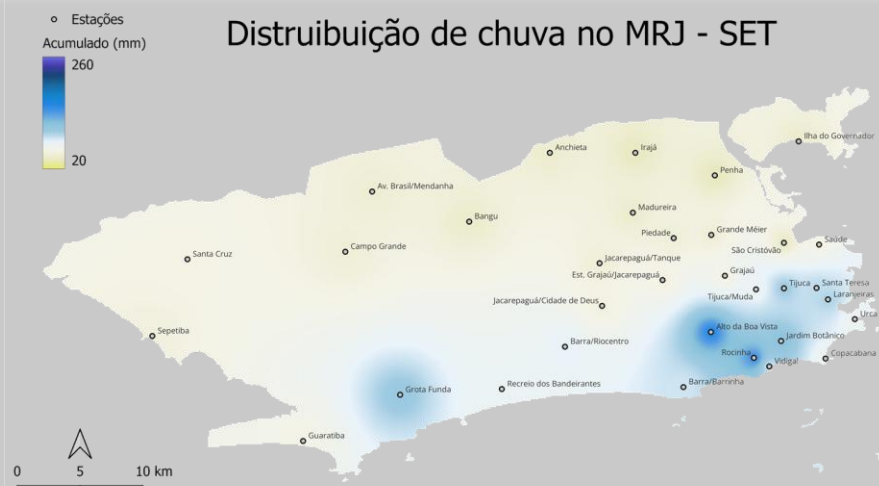 Estações
Acumulado (mm)
260
20
Distruibuição de chuva no MRJ - SET
Ilha do Governador
Anchieta
Irajá
Penha
Av. Brasil/Mendanha
Madureira
Bangu
Piedade
Grande Méier
São Cristóvão
Saúde
Campo Grande
Santa Cruz
Jacarepaguá/Tanque
Est. Grajaú/Jacarepaguá
Grajaú
Tijuca
Santa Teresa
Tijuca/Muda
Laranjeiras
Jacarepaguá/Cidade de Deus
Urca
Sepetiba
Alto da Boa Vista
Jardim Botânico
Barra/Riocentro
Rocinha
Vidigal
Copacabana
Grota Funda
Recreio dos Bandeirantes
Barra/Barrinha
Guaratiba
0 5 10 km